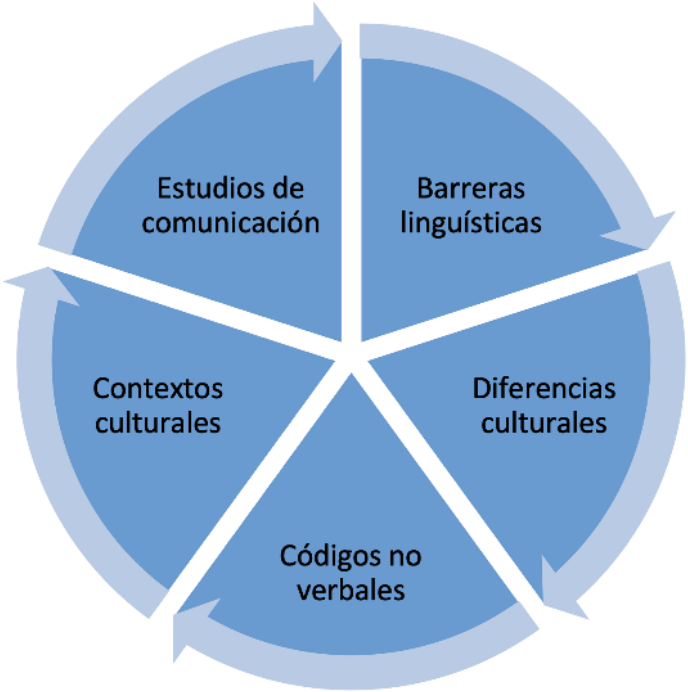 Estudios de
comunicación
Barreras
linguísticas
Contextos
culturales
Diferencias
culturales
Códigos no
verbales